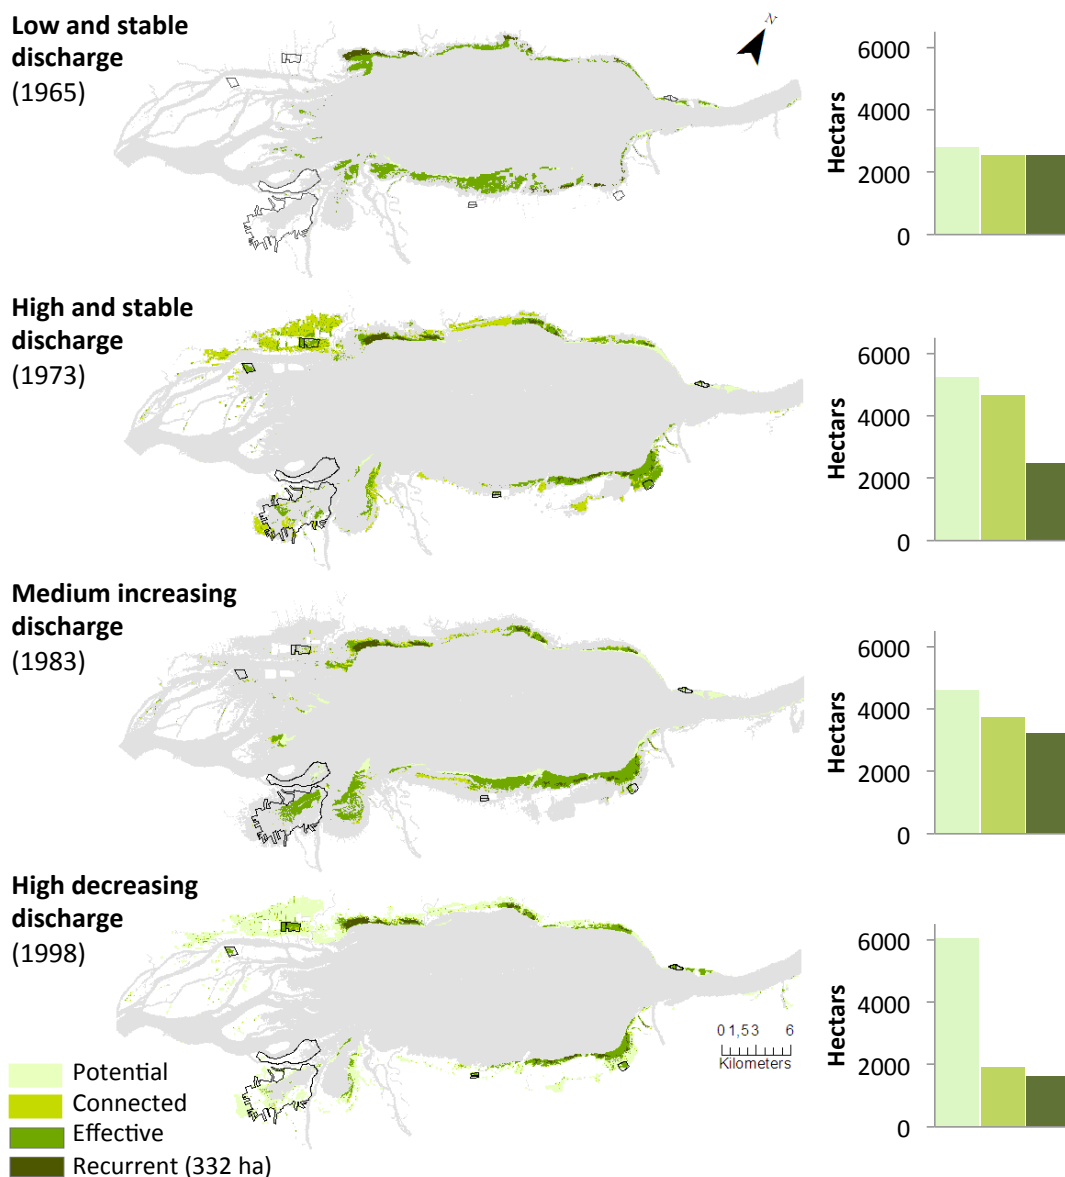 Low and stable
discharge
(1965)
N
6000
4000
2000
0
Hectars
High and stable
discharge
(1973)
6000
4000
2000
0
Hectars
Medium increasing
discharge
(1983)
6000
4000
2000
0
Hectars
High decreasing
discharge
(1998)
6000
4000
2000
0
Hectars
0 1,53 6
Kilometers
Potential
Connected
Effective
Recurrent (332 ha)